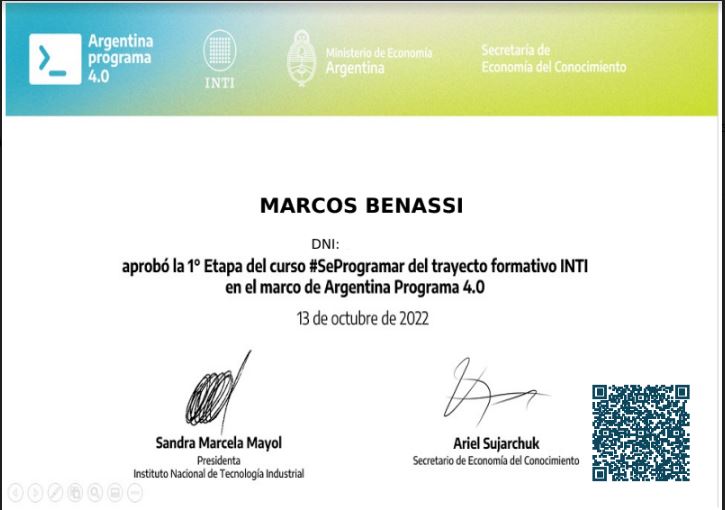 Argentina
programa
4.0
INTI
Ministerio de Economía
Argentina
Secretaría de
Economía del Conocimiento
MARCOS BENASSI
DNI:
aprobó la 1° Etapa del curso #SeProgramar del trayecto formativo INTI
en el marco de Argentina Programa 4.0
13 de octubre de 2022
Sandra Marcela Mayol
Presidenta
Instituto Nacional de Tecnología Industrial
Ariel Sujarchuk
Secretario de Economía del Conocimiento